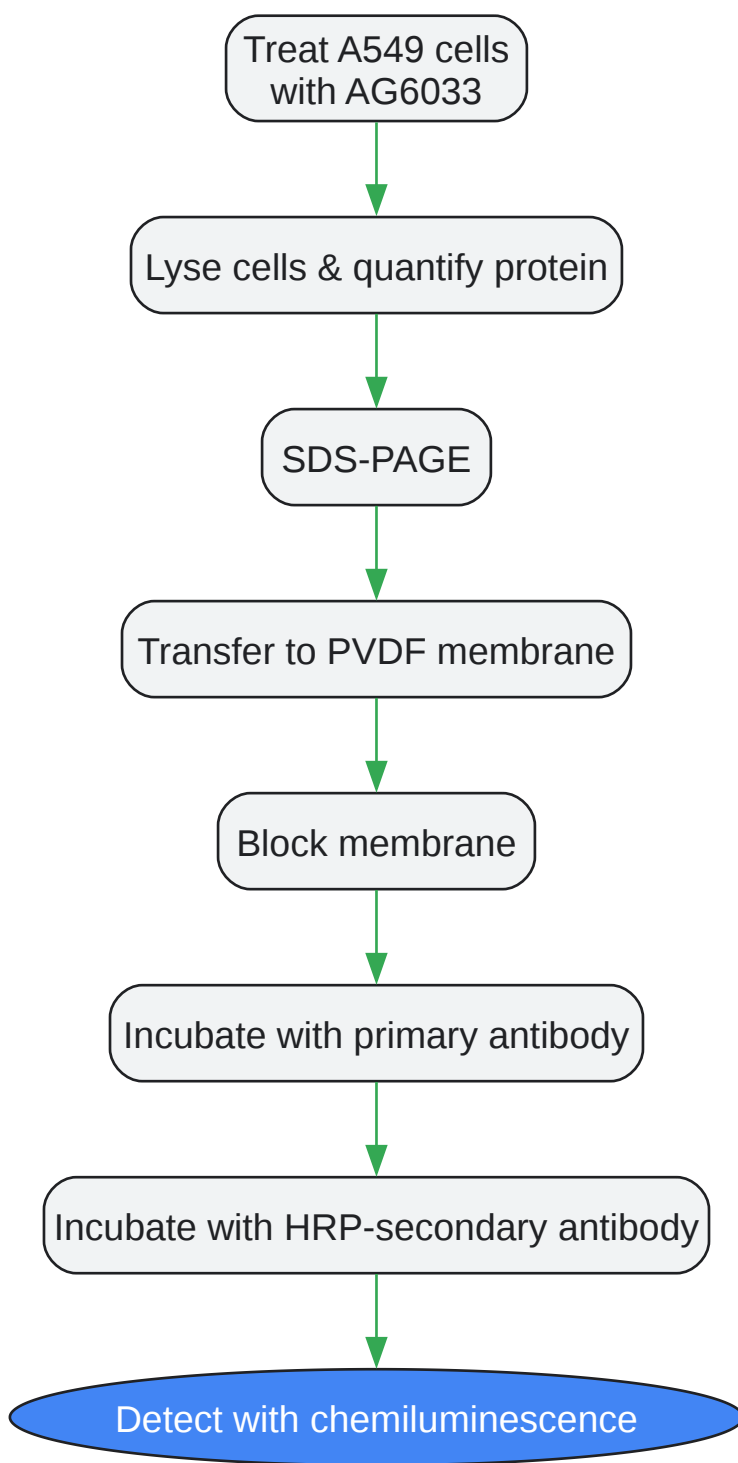 Treat A549 cells
with AG6033
Lyse cells & quantify protein
SDS-PAGE
Transfer to PVDF membrane
Block membrane
Incubate with primary antibody
Incubate with HRP-secondary antibody
Detect with chemiluminescence